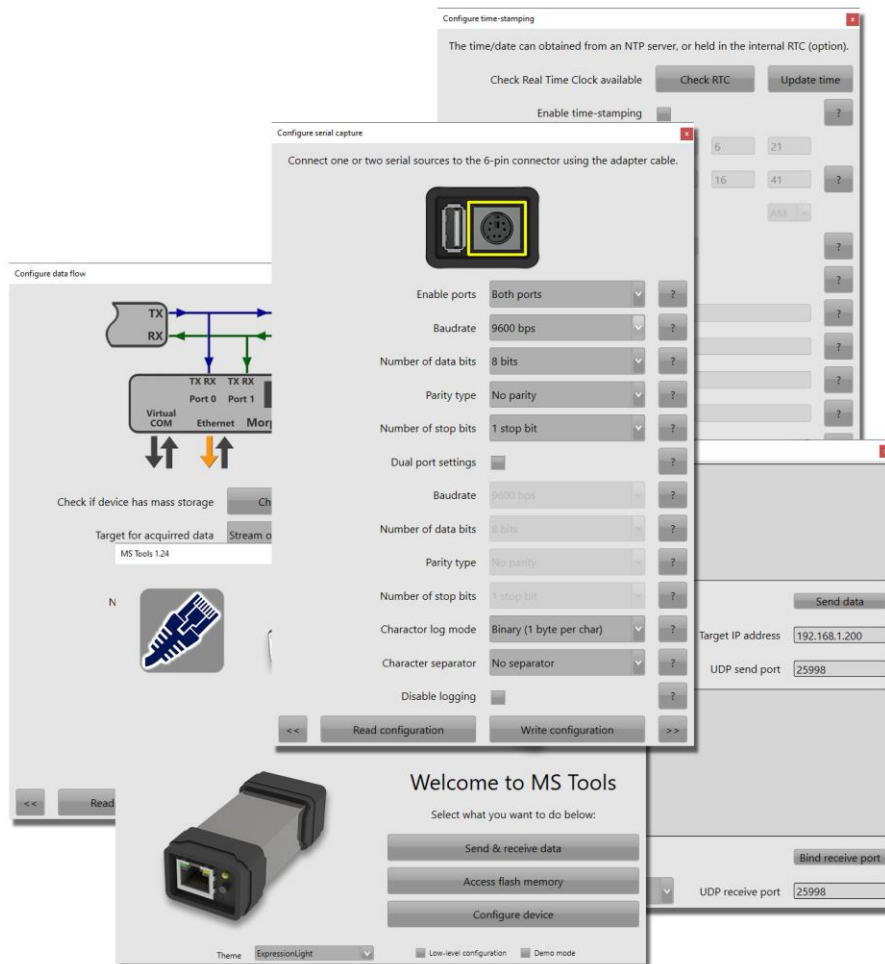 Configure time-stamping
x
The time/date can obtained from an NTP server, or held in the internal RTC (option).
Check Real Time Clock available
Check RTC
Update time
Enable time-stamping
?
6
21
16
41
?
AM
?
?
?
?
?
?
Configure serial capture
x
Connect one or two serial sources to the 6-pin connector using the adapter cable.
Enable ports
Both ports
?
Baudrate
9600 bps
?
Number of data bits
8 bits
?
Parity type
No parity
?
Number of stop bits
1 stop bit
?
Dual port settings
?
Baudrate
9600 bps
?
Number of data bits
8 bits
?
Parity type
No parity
?
Number of stop bits
1 stop bit
?
Charactor log mode
Binary (1 byte per char)
?
Character separator
No separator
?
Disable logging
?
<<
Read configuration
Write configuration
>>
Configure data flow
TX
RX
TX RX
TX RX
Port 0
Port 1
Virtual
COM
Ethernet
Morp
Check if device has mass storage
Ch
Target for acquired data
Stream o
N
<<
Read
x
Send data
Target IP address
192.168.1.200
UDP send port
25998
Bind receive port
UDP receive port
25998
MS Tools 1.24
Welcome to MS Tools
Select what you want to do below:
Send & receive data
Access flash memory
Configure device
Theme
ExpressionLight
Low-level configuration
Demo mode